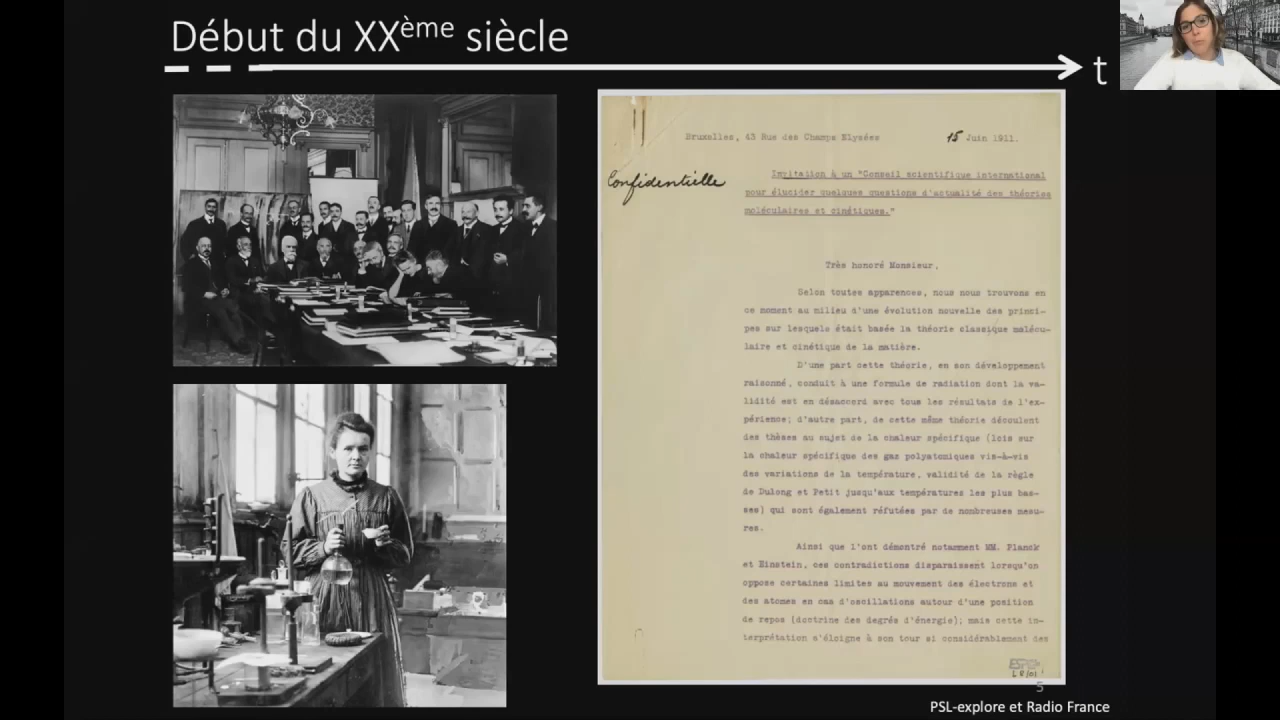 Début du XXème siècle
t
Bruxelles, 43 Rue des Champs Elysées 15 Juin 1911.
Confidentielle
Invitation à un "Conseil scientifique international
pour élucider quelques questions d'actualité des théories
moléculaires et cinétiques."
Très honoré Monsieur,
Selon toutes apparences, nous nous trouvons en
ce moment au milieu d'une évolution nouvelle des princi-
pes sur lesquels était basée la théorie classique molécu-
laire et cinétique de la matière.
D'une part cette théorie, en son développement
raisonné, conduit à une formule de radiation dont la va-
lidité est en désaccord avec tous les résultats de l'ex-
périence; d'autre part, de cette même théorie découlent
des thèses au sujet de la chaleur spécifique (lois sur
la chaleur spécifique des gaz polyatomiques vis-à-vis
des variations de la température, validité de la règle
de Dulong et Petit jusqu'aux températures les plus bas-
ses) qui sont également réfutées par de nombreuses mesu-
res.
Ainsi que l'ont démontré notamment MM. Planck
et Einstein, ces contradictions disparaissent lorsqu'on
oppose certaines limites au mouvement des électrons et
des atomes en cas d'oscillations autour d'une position
de repos (doctrine des degrés d'énergie); mais cette in-
terprétation s'éloigne à son tour si considérablement des
5
PSL-explore et Radio France